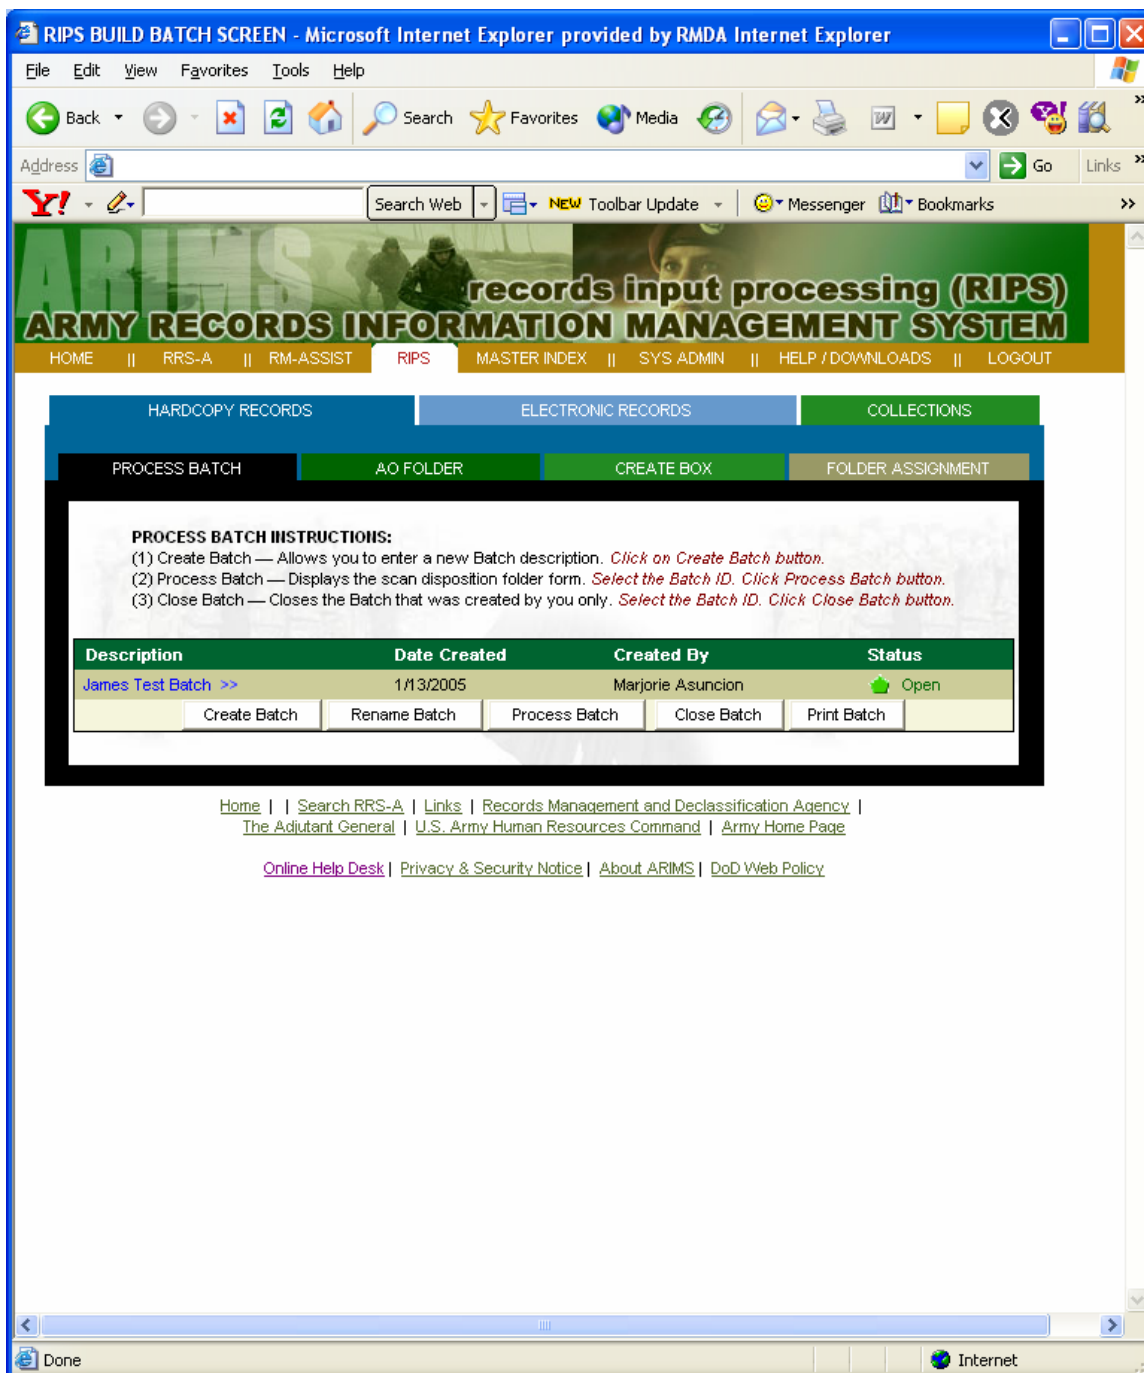 RIPS BUILD BATCH SCREEN - Microsoft Internet Explorer provided by RMDA Internet Explorer
File Edit View Favorites Tools Help
Back Search Favorites Media
Address Go Links »
Y! Search Web NEW Toolbar Update Messenger Bookmarks »
ARIMS
records input processing (RIPS)
ARMY RECORDS INFORMATION MANAGEMENT SYSTEM
HOME || RRS-A || RM-ASSIST RIPS MASTER INDEX || SYS ADMIN || HELP / DOWNLOADS || LOGOUT
HARDCOPY RECORDS ELECTRONIC RECORDS COLLECTIONS
PROCESS BATCH AO FOLDER CREATE BOX FOLDER ASSIGNMENT
PROCESS BATCH INSTRUCTIONS:
(1) Create Batch — Allows you to enter a new Batch description. Click on Create Batch button.
(2) Process Batch — Displays the scan disposition folder form. Select the Batch ID. Click Process Batch button.
(3) Close Batch — Closes the Batch that was created by you only. Select the Batch ID. Click Close Batch button.
Description Date Created Created By Status
James Test Batch >> 1/13/2005 Marjorie Asuncion Open
Create Batch Rename Batch Process Batch Close Batch Print Batch
Home | | Search RRS-A | Links | Records Management and Declassification Agency |
The Adjutant General | U.S. Army Human Resources Command | Army Home Page
Online Help Desk | Privacy & Security Notice | About ARIMS | DoD Web Policy
Done Internet